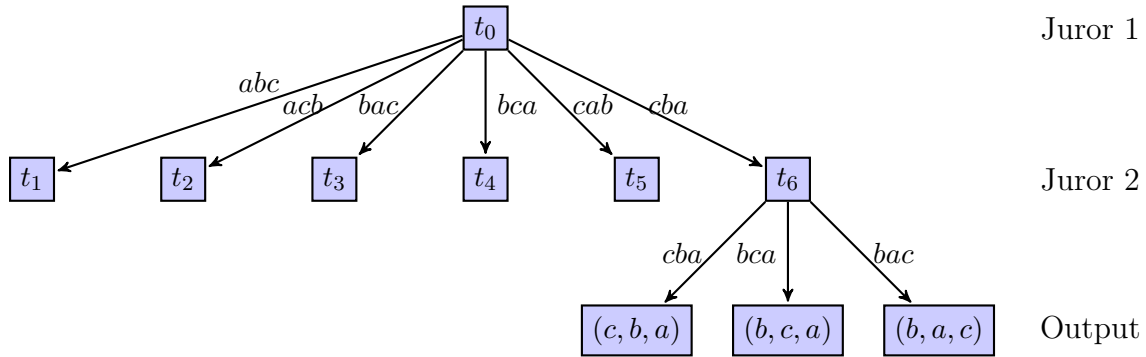 t₀ Juror 1
abc acb bac bca cab cba
t₁ t₂ t₃ t₄ t₅ t₆ Juror 2
cba bca bac
(c, b, a) (b, c, a) (b, a, c) Output